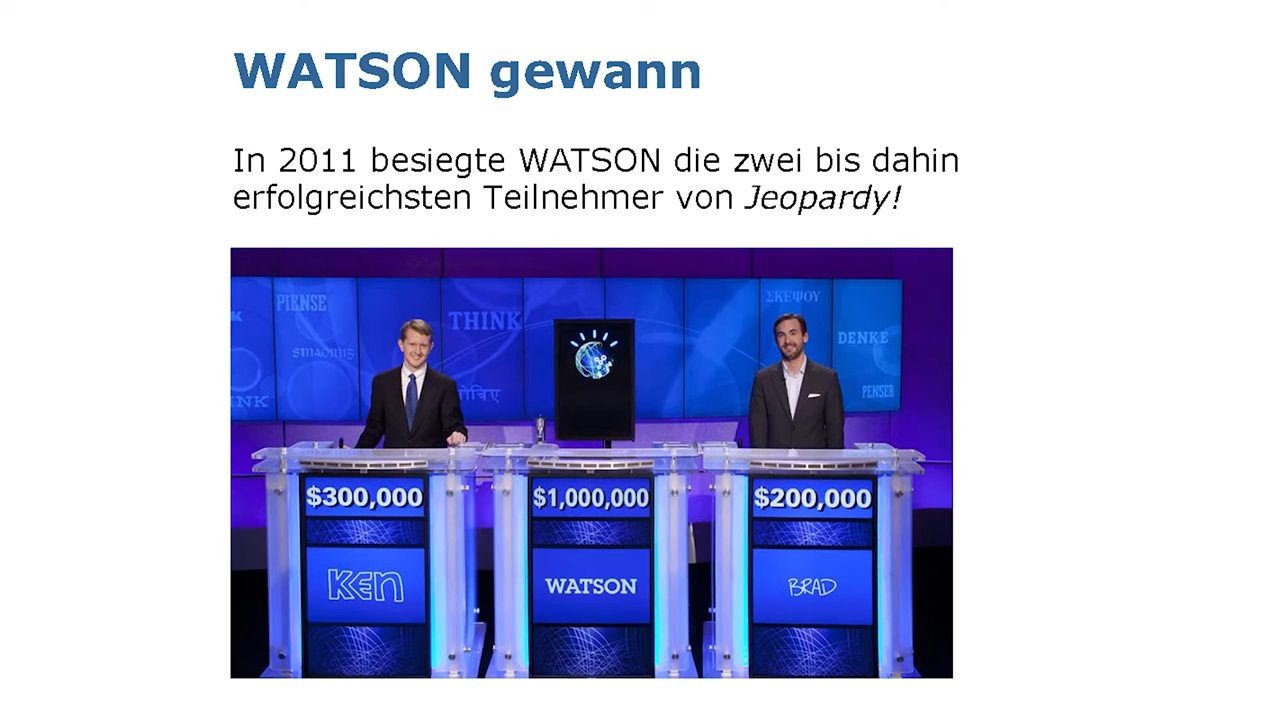 WATSON gewann
In 2011 besiegte WATSON die zwei bis dahin
erfolgreichsten Teilnehmer von Jeopardy!
PIENSE
THINK
ΣΚΕΨΟΥ
DENKE
PENSER
INK
$300,000
$1,000,000
$200,000
KEN
WATSON
BRAD